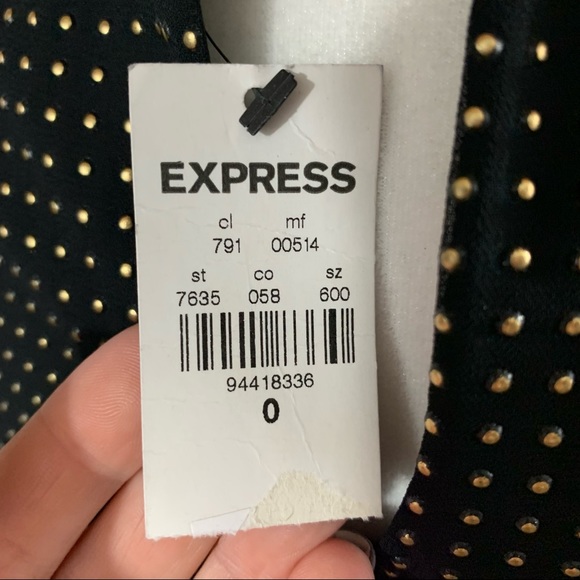 EXPRESS
cl mf
791 00514
st co sz
7635 058 600
94418336
0